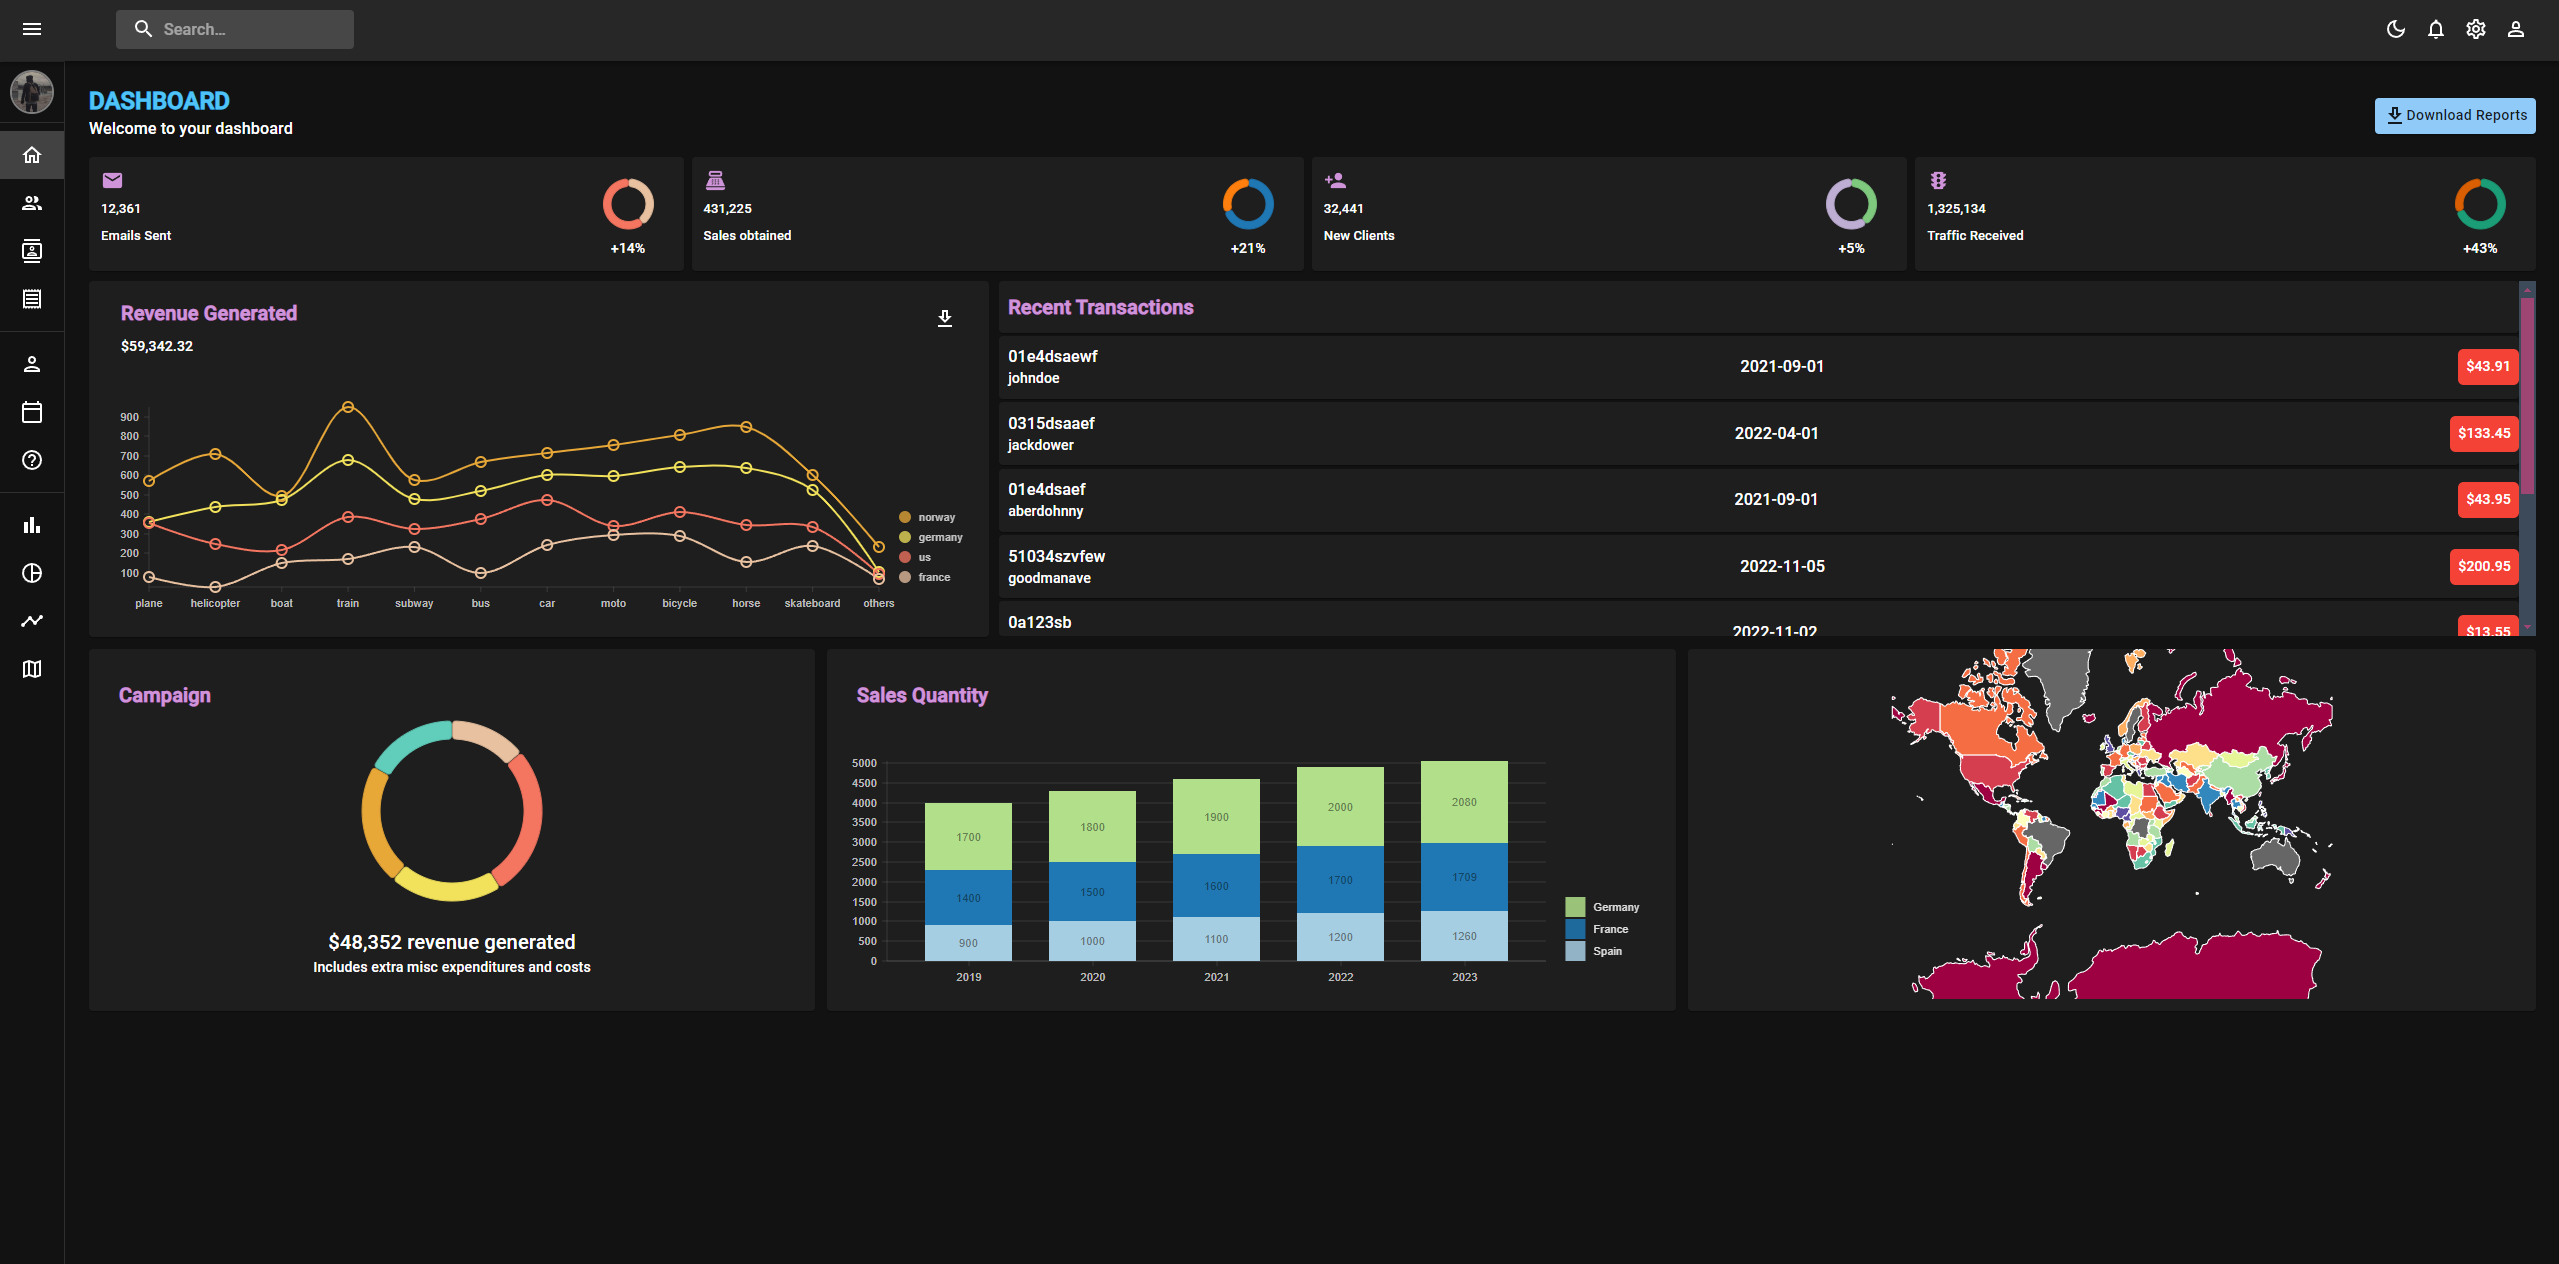 Search...
DASHBOARD
Welcome to your dashboard
Download Reports
12,361
Emails Sent
+14%
431,225
Sales obtained
+21%
32,441
New Clients
+5%
1,325,134
Traffic Received
+43%
Revenue Generated
$59,342.32
900
800
700
600
500
400
300
200
100
plane helicopter boat train subway bus car moto bicycle horse skateboard others
norway
germany
us
france
Recent Transactions
01e4dsaewf
johndoe
2021-09-01
$43.91
0315dsaaef
jackdower
2022-04-01
$133.45
01e4dsaef
aberdohnny
2021-09-01
$43.95
51034szvfew
goodmanave
2022-11-05
$200.95
0a123sb
2022-11-02
$13.55
Campaign
$48,352 revenue generated
Includes extra misc expenditures and costs
Sales Quantity
5000
4500
4000
3500
3000
2500
2000
1500
1000
500
0
1700
1400
900
1800
1500
1000
1900
1600
1100
2000
1700
1200
2080
1709
1260
2019 2020 2021 2022 2023
Germany
France
Spain